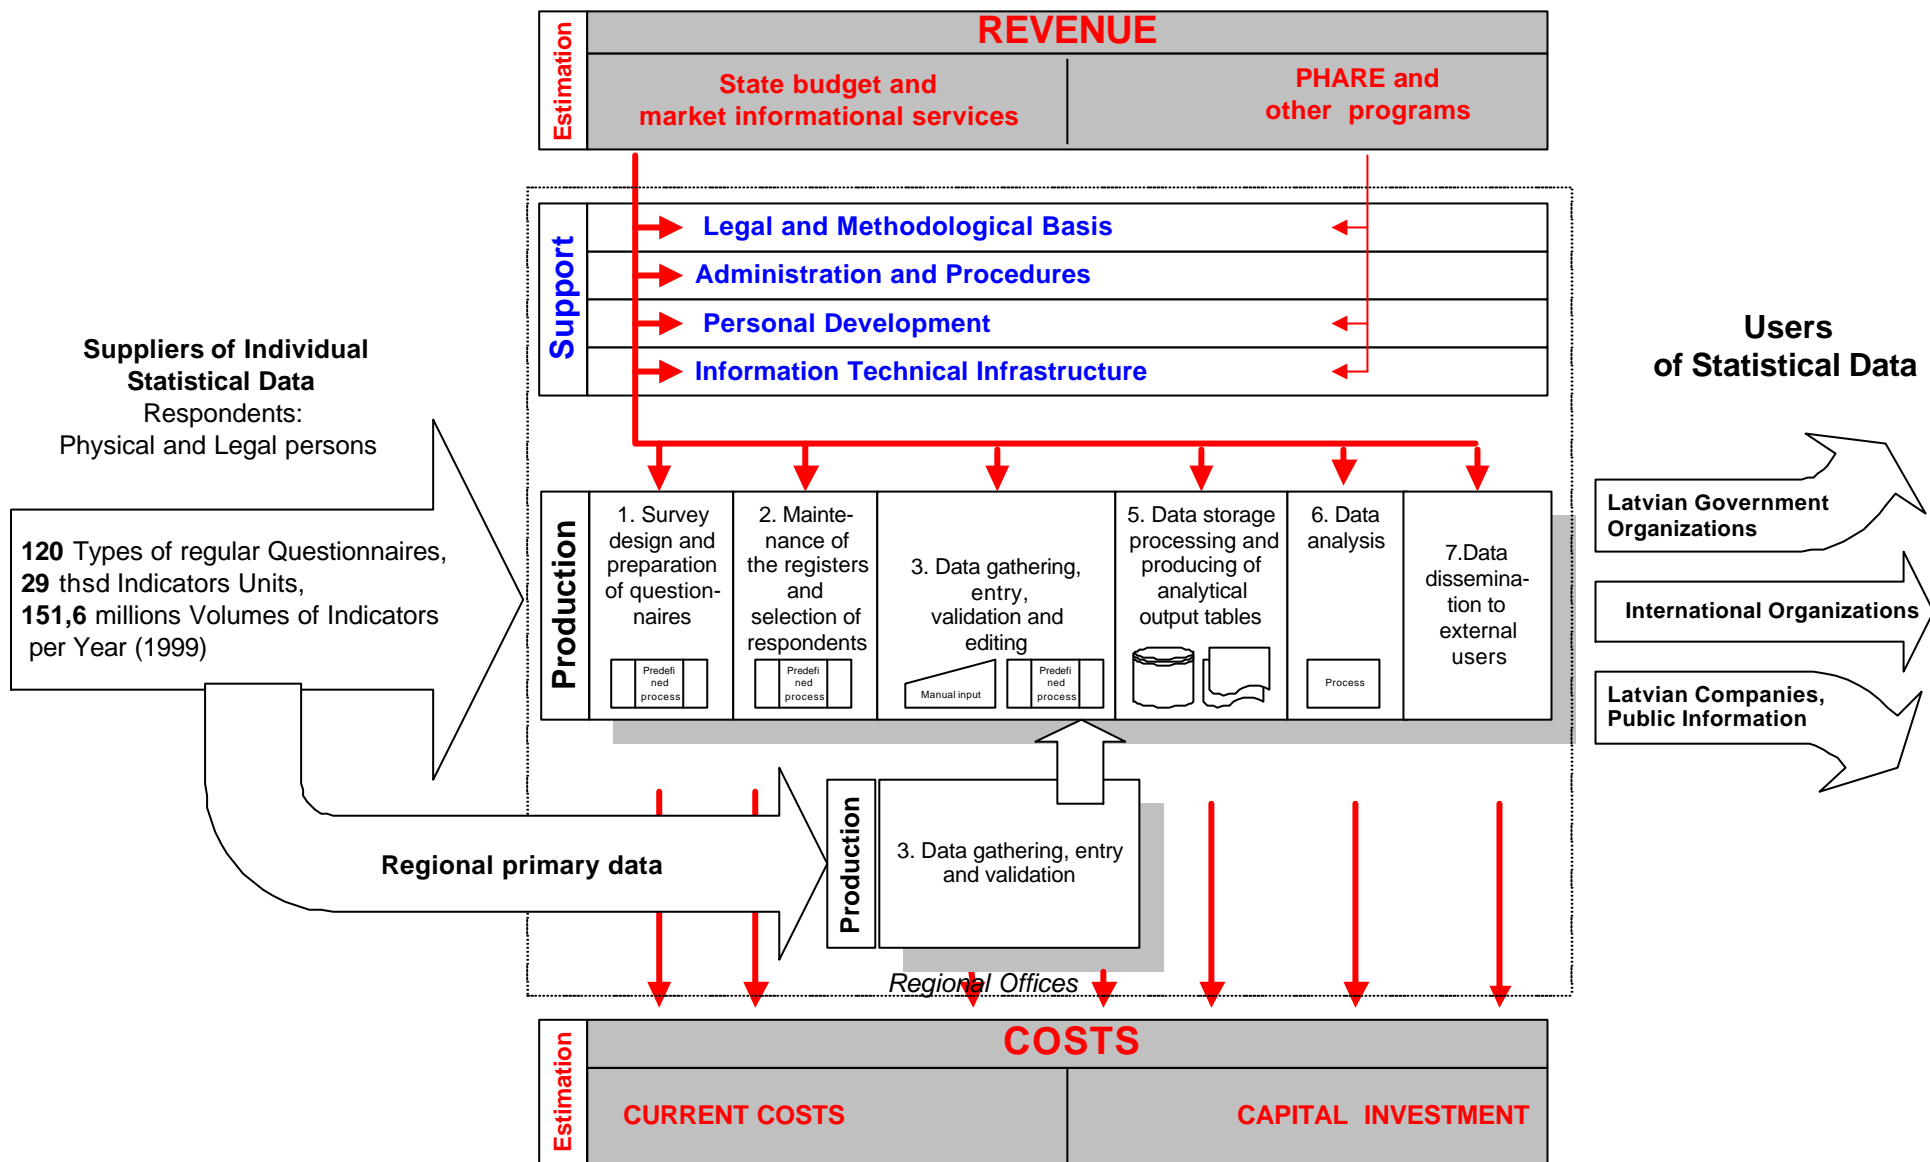 Estimation
REVENUE
State budget and
market informational services
PHARE and
other programs
Support
Legal and Methodological Basis
Administration and Procedures
Personal Development
Information Technical Infrastructure
Suppliers of Individual
Statistical Data
Respondents:
Physical and Legal persons
120 Types of regular Questionnaires,
29 thsd Indicators Units,
151,6 millions Volumes of Indicators
per Year (1999)
Users
of Statistical Data
Production
1. Survey
design and
preparation
of question-
naires
Predefi
ned
process
2. Mainte-
nance of
the registers
and
selection of
respondents
Predefi
ned
process
3. Data gathering,
entry,
validation and
editing
Manual input
Predefi
ned
process
5. Data storage
processing and
producing of
analytical
output tables
6. Data
analysis
Process
7.Data
dissemina-
tion to
external
users
Latvian Government
Organizations
International Organizations
Latvian Companies,
Public Information
Regional primary data
Production
3. Data gathering, entry
and validation
Regional Offices
Estimation
COSTS
CURRENT COSTS
CAPITAL INVESTMENT